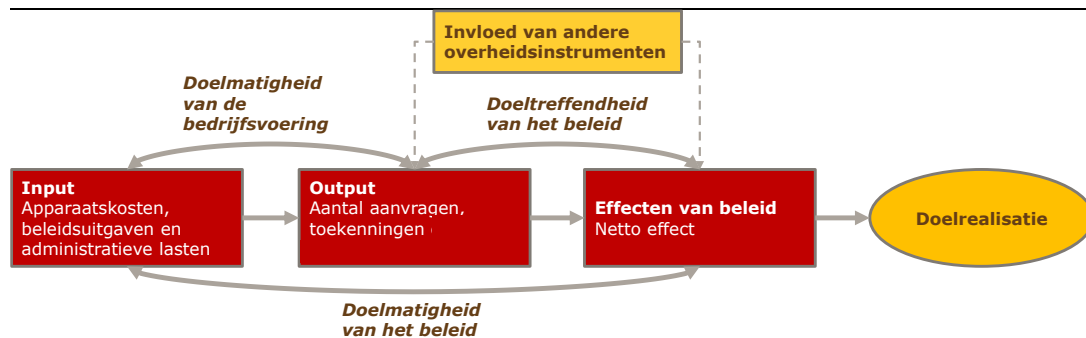 Invloed van andere
overheidsinstrumenten
Doelmatigheid
van de
bedrijfsvoering
Doeltreffendheid
van het beleid
Input
Apparaatskosten,
beleidsuitgaven en
administratieve lasten
Output
Aantal aanvragen,
toekenningen
Effecten van beleid
Netto effect
Doelrealisatie
Doelmatigheid
van het beleid